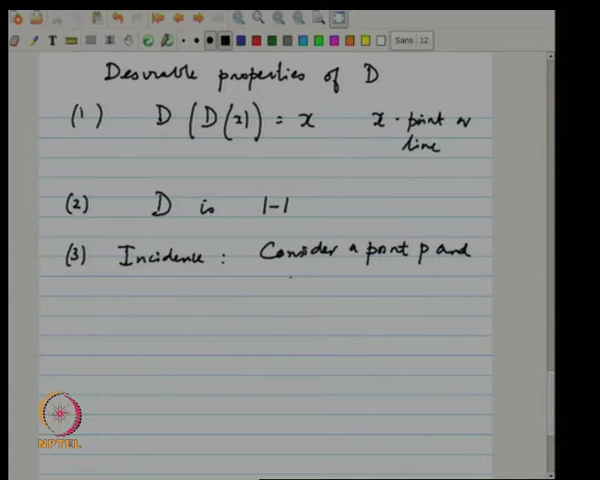 Sans 12
Desirable properties of D
(1) D (D(x)) = x x - point or
line
(2) D is 1-1
(3) Incidence : Consider a point p and
NPTEL